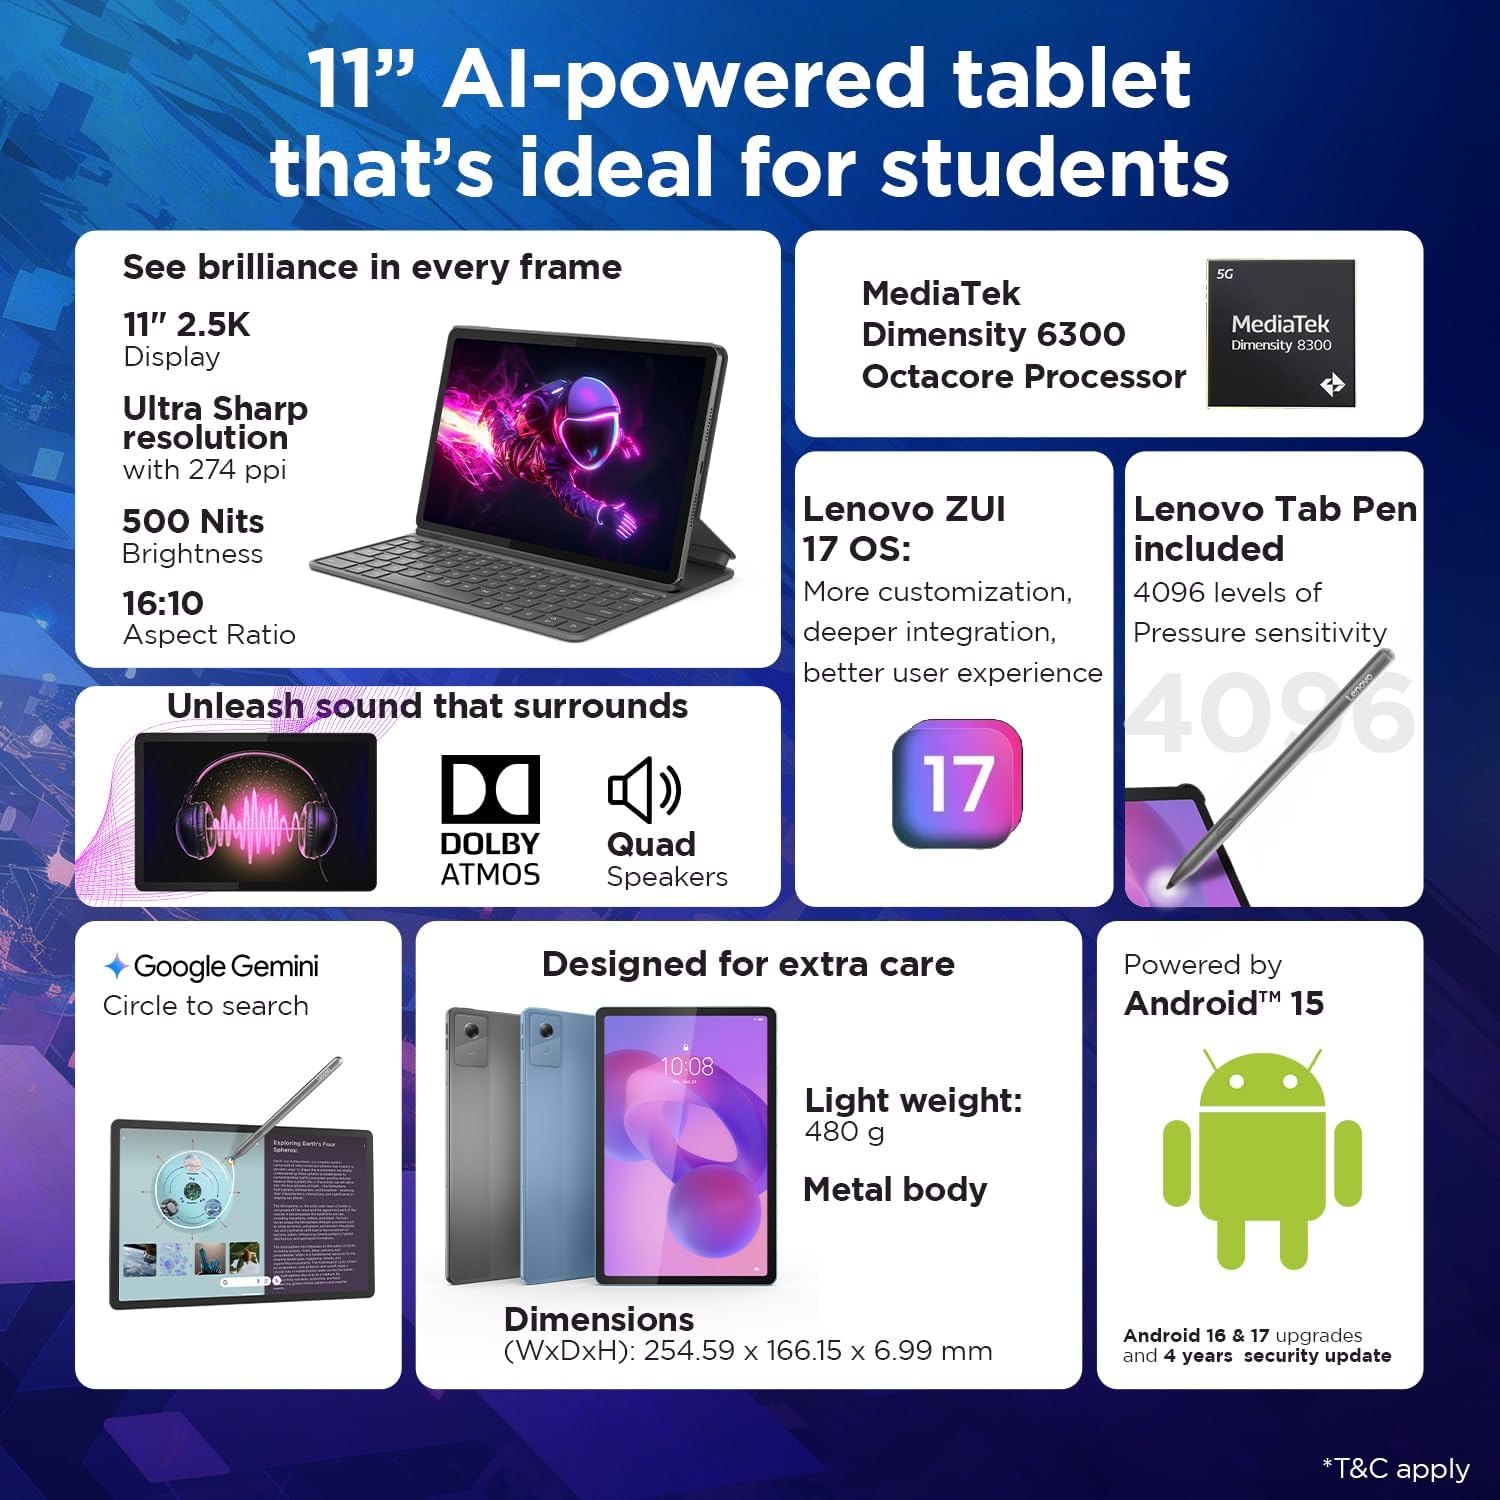 11” AI-powered tablet
that’s ideal for students
See brilliance in every frame
11" 2.5K
Display
Ultra Sharp
resolution
with 274 ppi
500 Nits
Brightness
16:10
Aspect Ratio
MediaTek
Dimensity 6300
Octacore Processor
5G
MediaTek
Dimensity 8300
Lenovo ZUI
17 OS:
More customization,
deeper integration,
better user experience
17
Lenovo Tab Pen
included
4096 levels of
Pressure sensitivity
4096
Lenovo
Unleash sound that surrounds
DOLBY
ATMOS
Quad
Speakers
Google Gemini
Circle to search
Exploring Earth's Four
Spheres:
Designed for extra care
10:08
Light weight:
480 g
Metal body
Dimensions
(WxDxH): 254.59 x 166.15 x 6.99 mm
Powered by
Android™ 15
Android 16 & 17 upgrades
and 4 years security update
*T&C apply